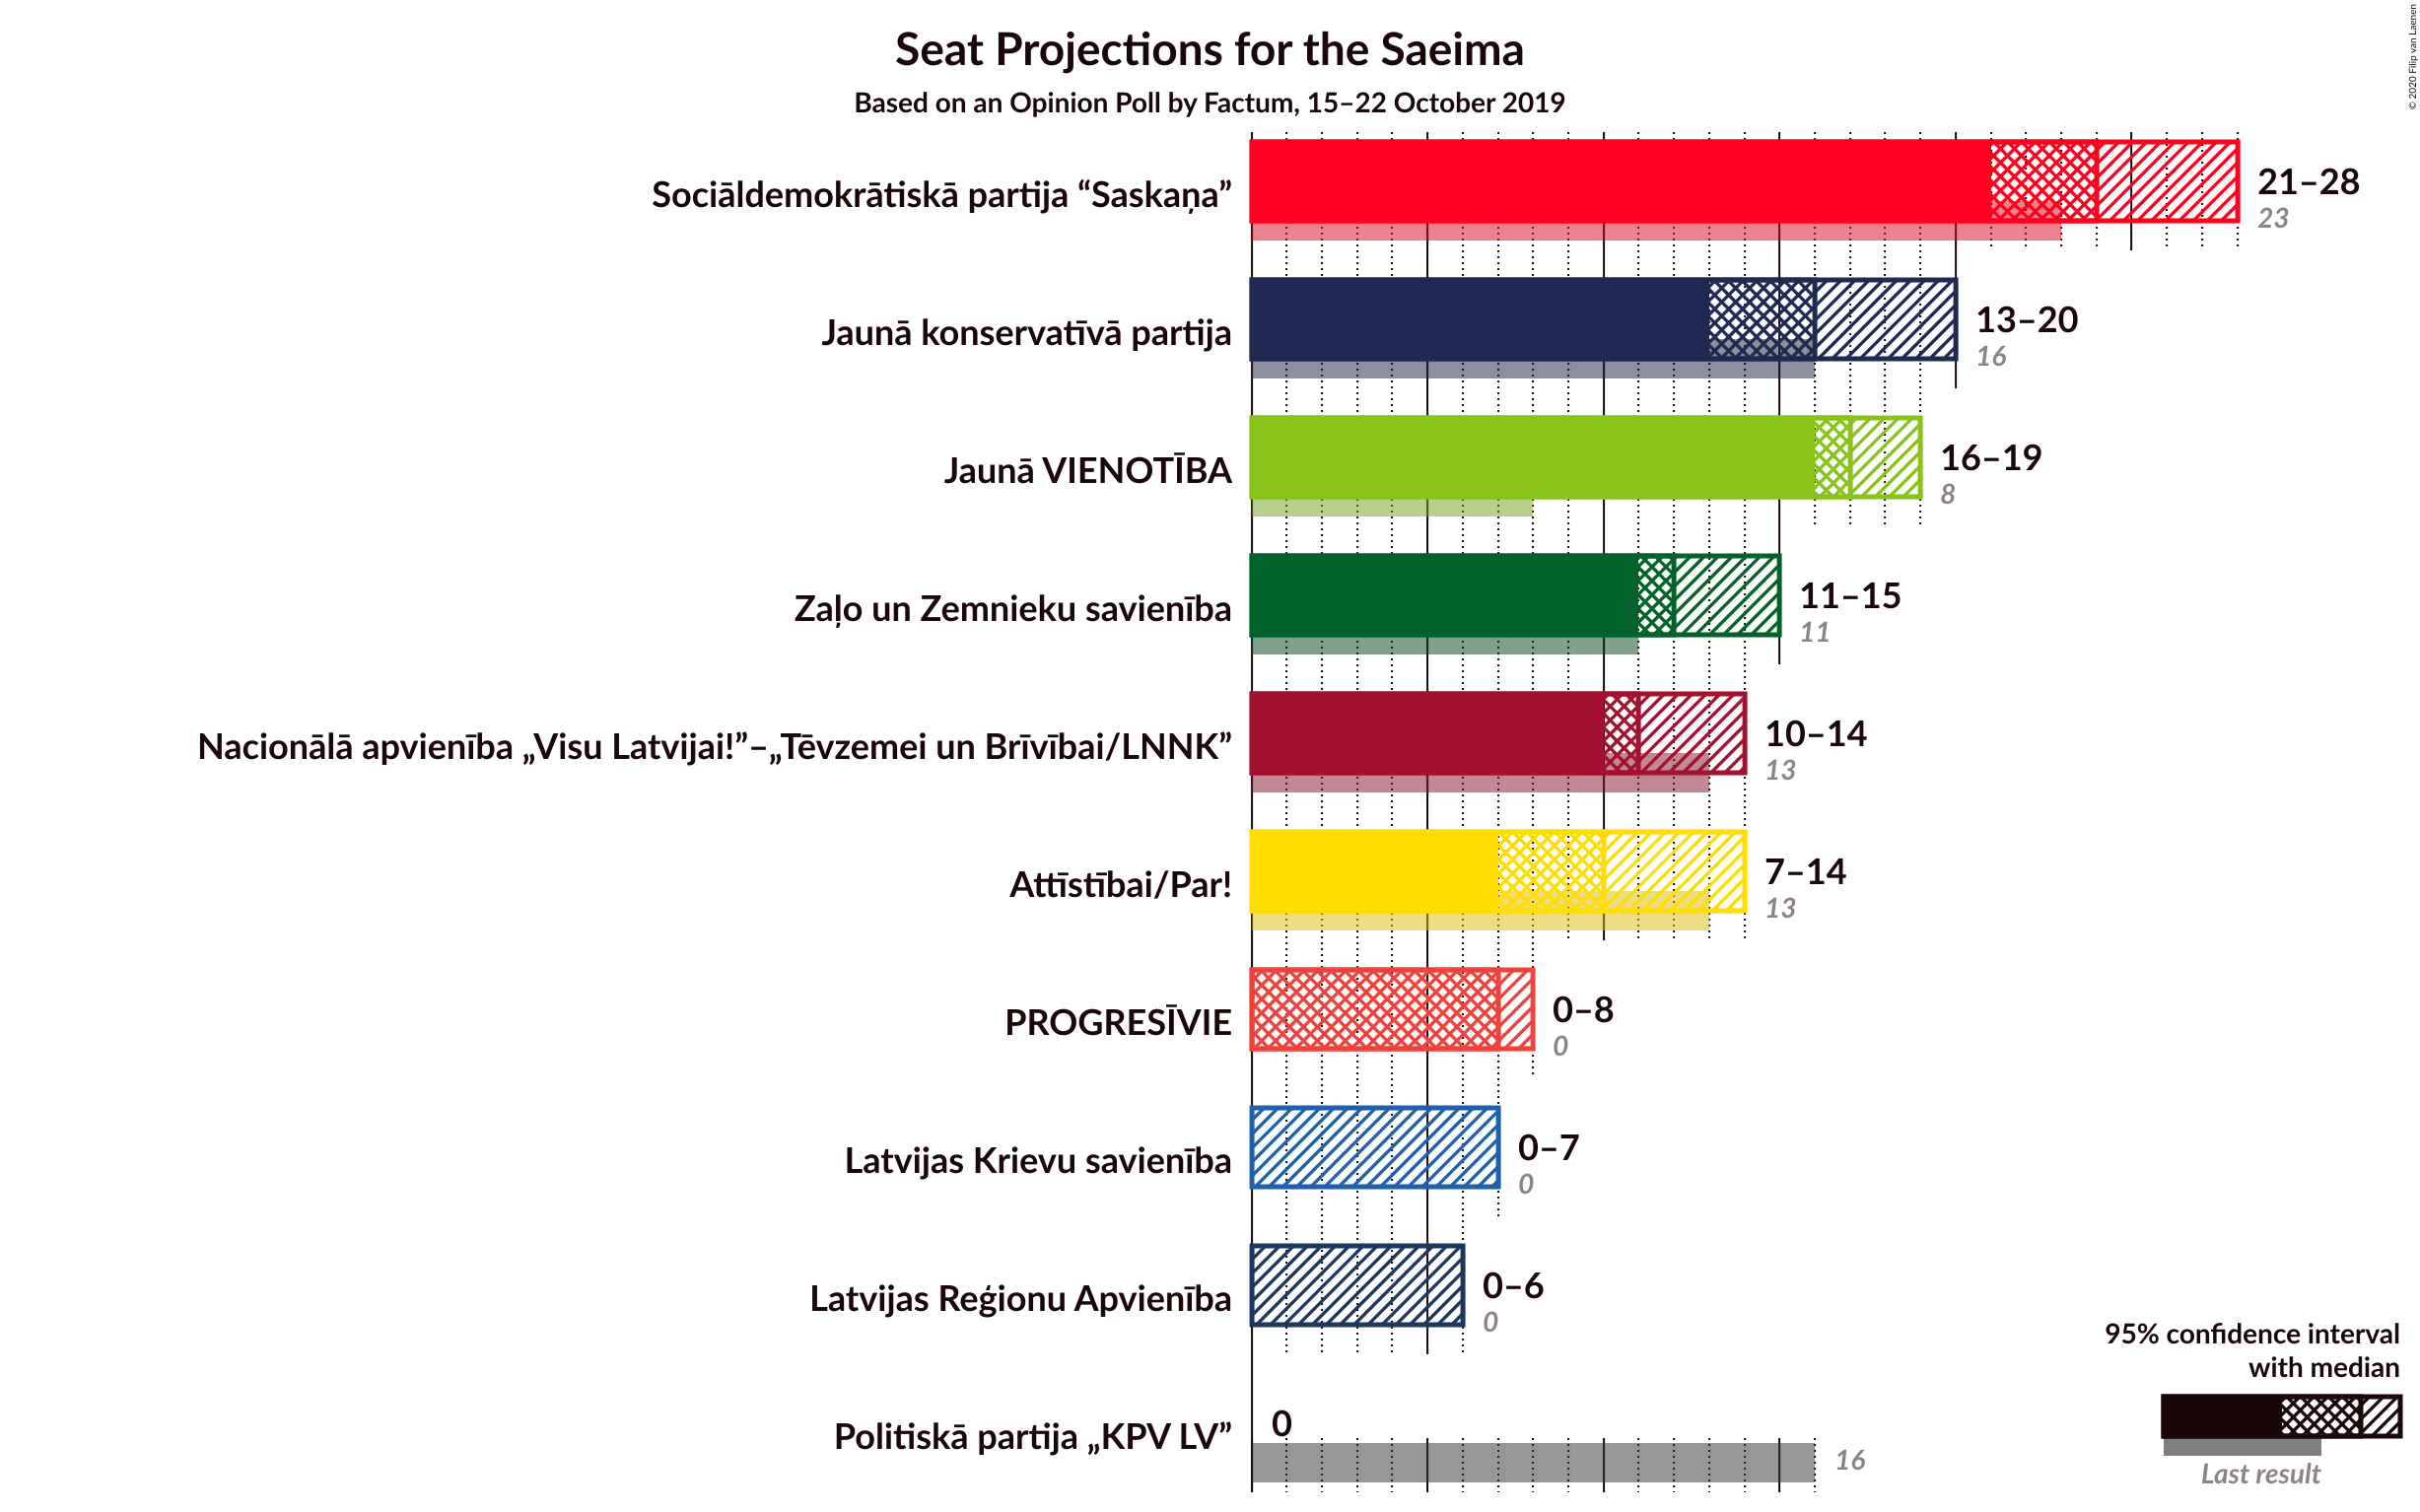 Seat Projections for the Saeima
Based on an Opinion Poll by Factum, 15–22 October 2019
© 2020 Filip van Laenen
Sociāldemokrātiskā partija “Saskaņa”
21–28
23
Jaunā konservatīvā partija
13–20
16
Jaunā VIENOTĪBA
16–19
8
Zaļo un Zemnieku savienība
11–15
11
Nacionālā apvienība „Visu Latvijai!”–„Tēvzemei un Brīvībai/LNNK”
10–14
13
Attīstībai/Par!
7–14
13
PROGRESĪVIE
0–8
0
Latvijas Krievu savienība
0–7
0
Latvijas Reģionu Apvienība
0–6
0
Politiskā partija „KPV LV”
0
16
95% confidence interval
with median
Last result